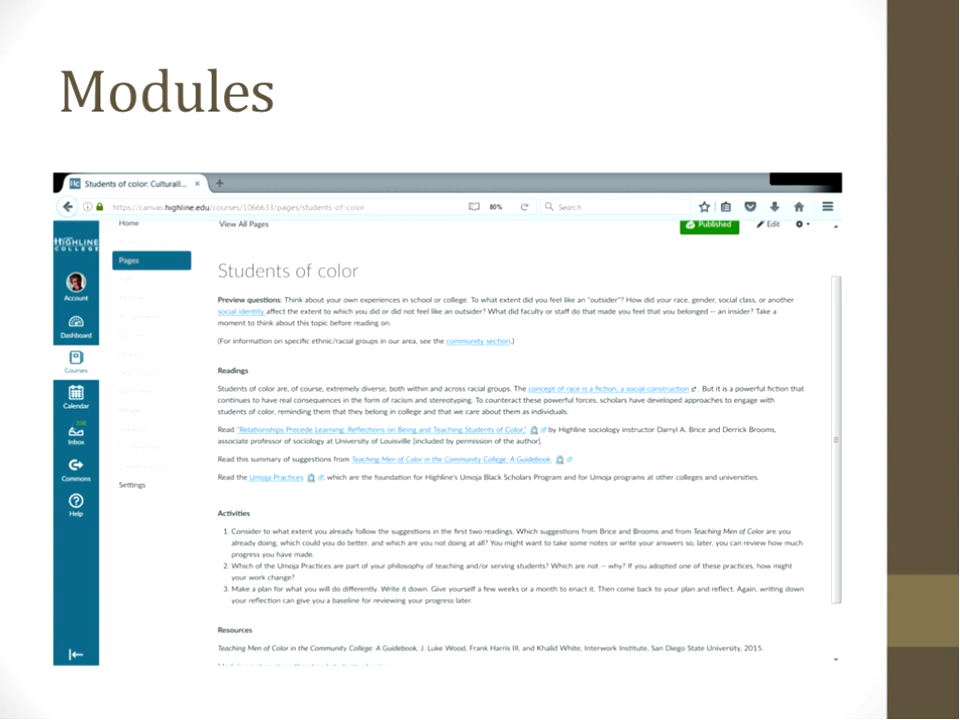 Modules
Students of color: Culturall... × +
https://canvas.highline.edu/courses/1066633/pages/students-of-color 80% Search
HIGHLINE
COLLEGE
Account
Dashboard
Courses
Calendar
Inbox
Commons
Help
Home
Pages
Settings
View All Pages
Published Edit
Students of color
Preview questions: Think about your own experiences in school or college. To what extent did you feel like an "outsider"? How did your race, gender, social class, or another
social identity affect the extent to which you did or did not feel like an outsider? What did faculty or staff do that made you feel that you belonged -- an insider? Take a
moment to think about this topic before reading on.
(For information on specific ethnic/racial groups in our area, see the community section.)
Readings
Students of color are, of course, extremely diverse, both within and across racial groups. The concept of race is a fiction, a social construction. But it is a powerful fiction that
continues to have real consequences in the form of racism and stereotyping. To counteract these powerful forces, scholars have developed approaches to engage with
students of color, reminding them that they belong in college and that we care about them as individuals.
Read "Relationships Precede Learning: Reflections on Being and Teaching Students of Color," by Highline sociology instructor Darryl A. Brice and Derrick Brooms,
associate professor of sociology at University of Louisville [included by permission of the author].
Read this summary of suggestions from Teaching Men of Color in the Community College: A Guidebook.
Read the Umoja Practices, which are the foundation for Highline's Umoja Black Scholars Program and for Umoja programs at other colleges and universities.
Activities
1. Consider to what extent you already follow the suggestions in the first two readings. Which suggestions from Brice and Brooms and from Teaching Men of Color are you
already doing, which could you do better, and which are you not doing at all? You might want to take some notes or write your answers so, later, you can review how much
progress you have made.
2. Which of the Umoja Practices are part of your philosophy of teaching and/or serving students? Which are not -- why? If you adopted one of these practices, how might
your work change?
3. Make a plan for what you will do differently. Write it down. Give yourself a few weeks or a month to enact it. Then come back to your plan and reflect. Again, writing down
your reflection can give you a baseline for reviewing your progress later.
Resources
Teaching Men of Color in the Community College: A Guidebook, J. Luke Wood, Frank Harris III, and Khalid White, Interwork Institute, San Diego State University, 2015.